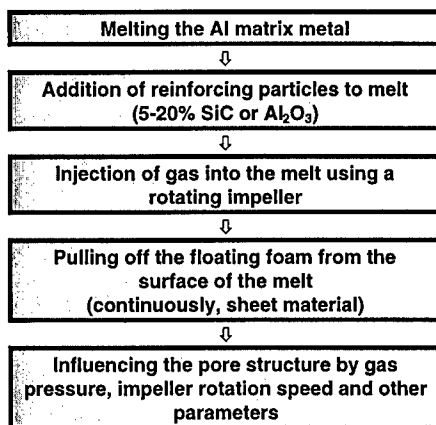 Melting the Al matrix metal
Addition of reinforcing particles to melt
(5-20% SiC or Al₂O₃)
Injection of gas into the melt using a
rotating impeller
Pulling off the floating foam from the
surface of the melt
(continuously, sheet material)
Influencing the pore structure by gas
pressure, impeller rotation speed and other
parameters